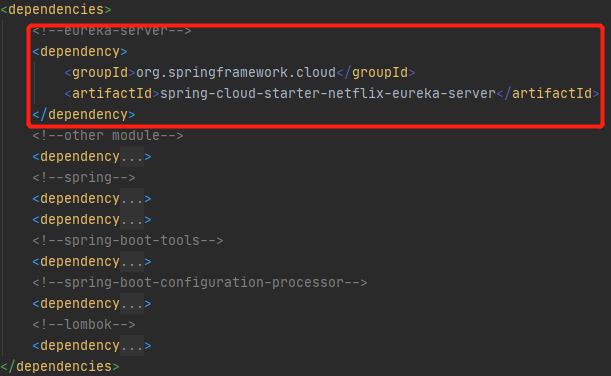 <dependencies>
<!--eureka-server-->
<dependency>
<groupId>org.springframework.cloud</groupId>
<artifactId>spring-cloud-starter-netflix-eureka-server</artifactId>
</dependency>
<!--other module-->
<dependency...>
<!--spring-->
<dependency...>
<dependency...>
<!--spring-boot-tools-->
<dependency...>
<!--spring-boot-configuration-processor-->
<dependency...>
<!--lombok-->
<dependency...>
</dependencies>